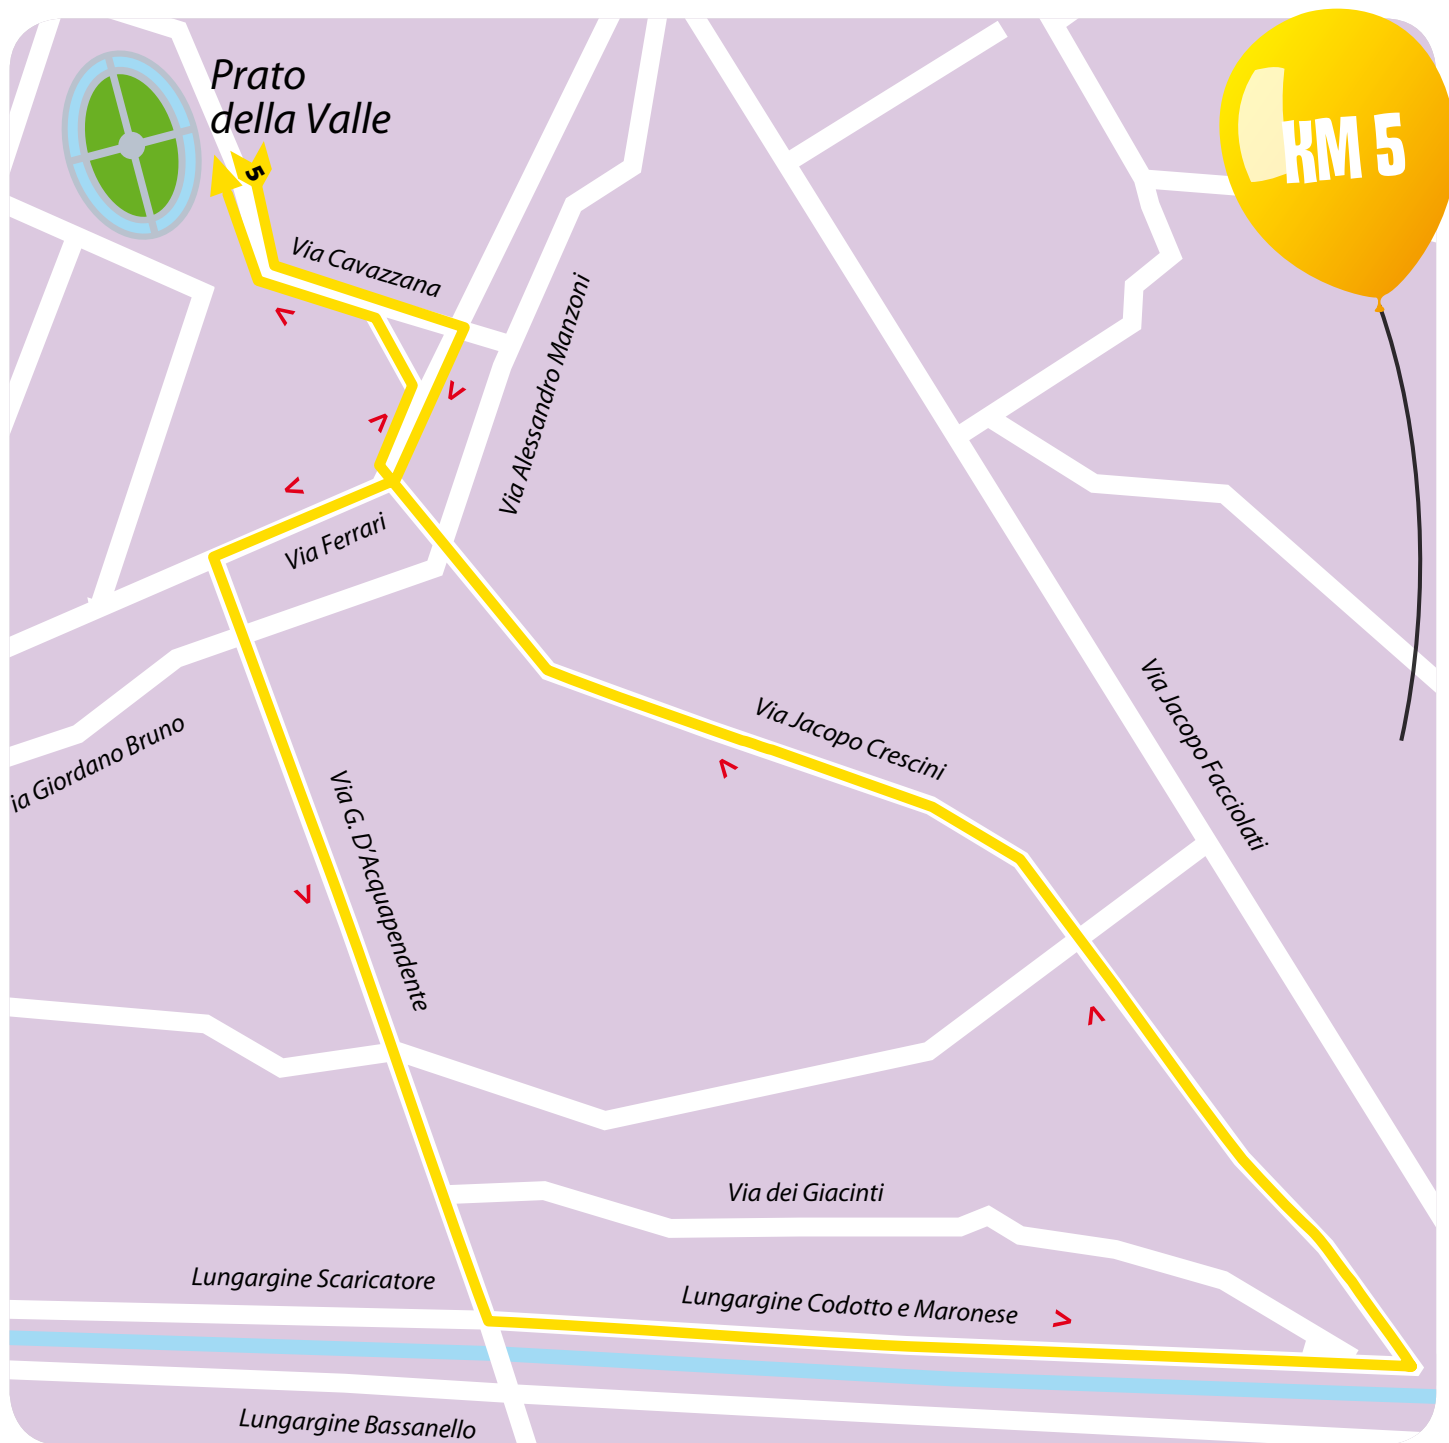 Prato
della Valle
KM 5
5
Via Cavazzana
Via Alessandro Manzoni
Via Ferrari
Via Jacopo Facciolati
Via Jacopo Crescini
ia Giordano Bruno
Via G. D'Acquapendente
Via dei Giacinti
Lungargine Scaricatore
Lungargine Codotto e Maronese
Lungargine Bassanello